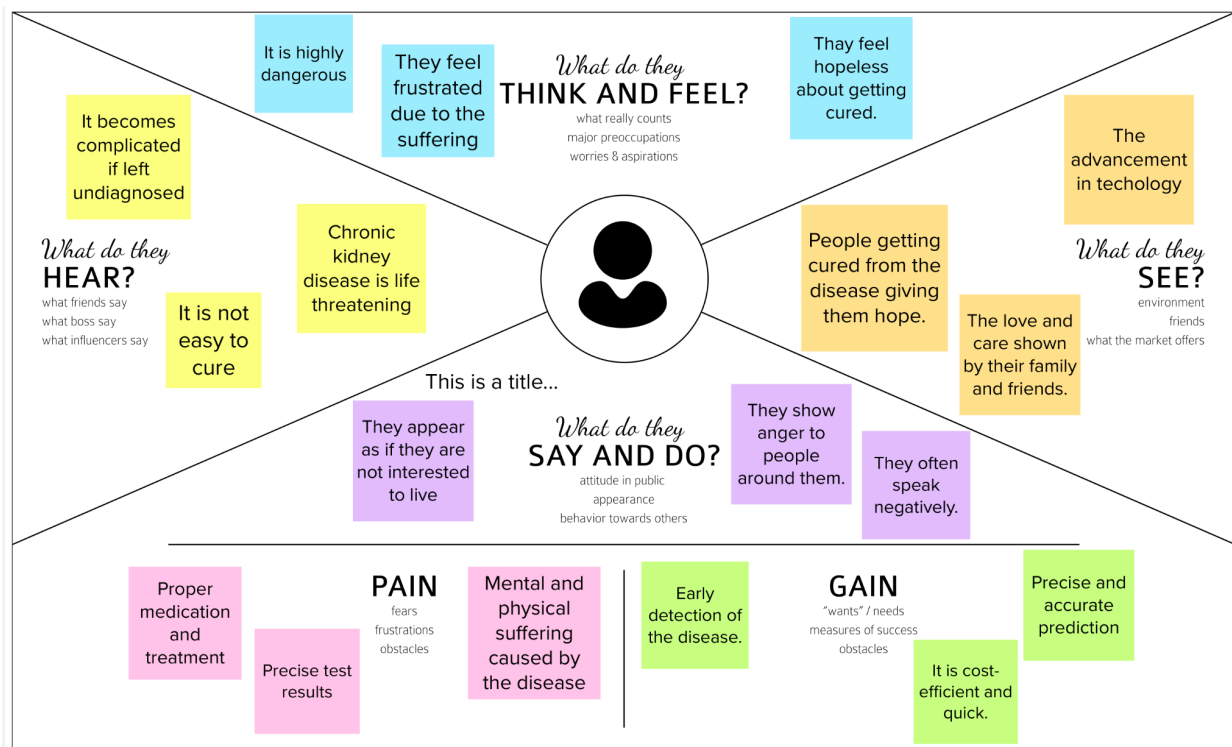 It is highly
dangerous
They feel
frustrated
due to the
suffering
What do they
THINK AND FEEL?
what really counts
major preoccupations
worries & aspirations
Thay feel
hopeless
about getting
cured.
It becomes
complicated
if left
undiagnosed
What do they
HEAR?
what friends say
what boss say
what influencers say
Chronic
kidney
disease is life
threatening
It is not
easy to
cure
The
advancement
in techology
People getting
cured from the
disease giving
them hope.
What do they
SEE?
environment
friends
what the market offers
The love and
care shown
by their family
and friends.
This is a title...
They appear
as if they are
not interested
to live
What do they
SAY AND DO?
attitude in public
appearance
behavior towards others
They show
anger to
people
around them.
They often
speak
negatively.
Proper
medication
and
treatment
Precise test
results
PAIN
fears
frustrations
obstacles
Mental and
physical
suffering
caused by
the disease
Early
detection of
the disease.
GAIN
"wants" / needs
measures of success
obstacles
It is cost-
efficient and
quick.
Precise and
accurate
prediction